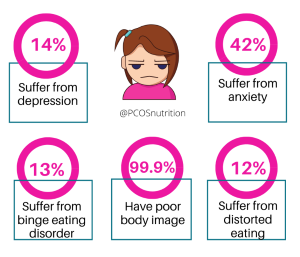 14%
Suffer from
depression
42%
Suffer from
anxiety
@PCOSnutrition
13%
Suffer from
binge eating
disorder
99.9%
Have poor
body image
12%
Suffer from
distorted
eating